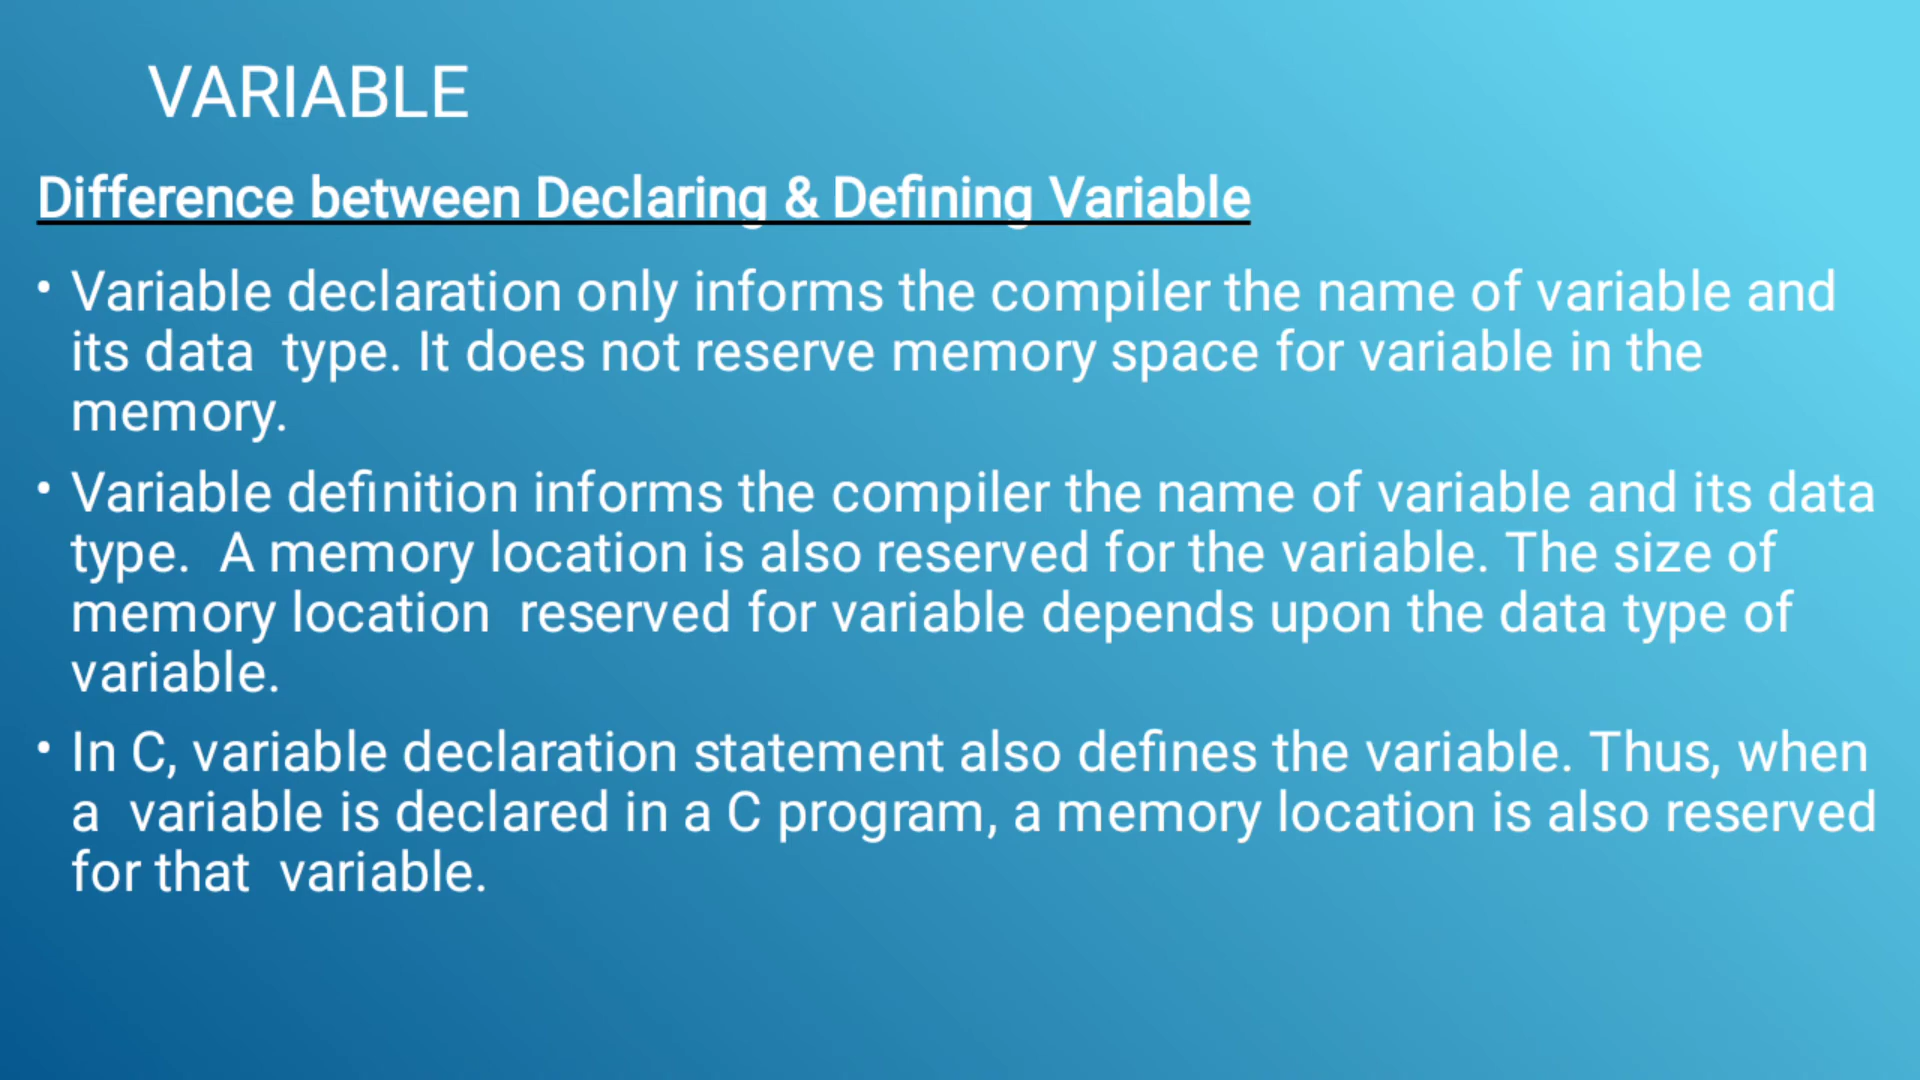 VARIABLE
Difference between Declaring & Defining Variable
• Variable declaration only informs the compiler the name of variable and
its data  type. It does not reserve memory space for variable in the
memory.
• Variable definition informs the compiler the name of variable and its data
type.  A memory location is also reserved for the variable. The size of
memory location  reserved for variable depends upon the data type of
variable.
• In C, variable declaration statement also defines the variable. Thus, when
a  variable is declared in a C program, a memory location is also reserved
for that  variable.